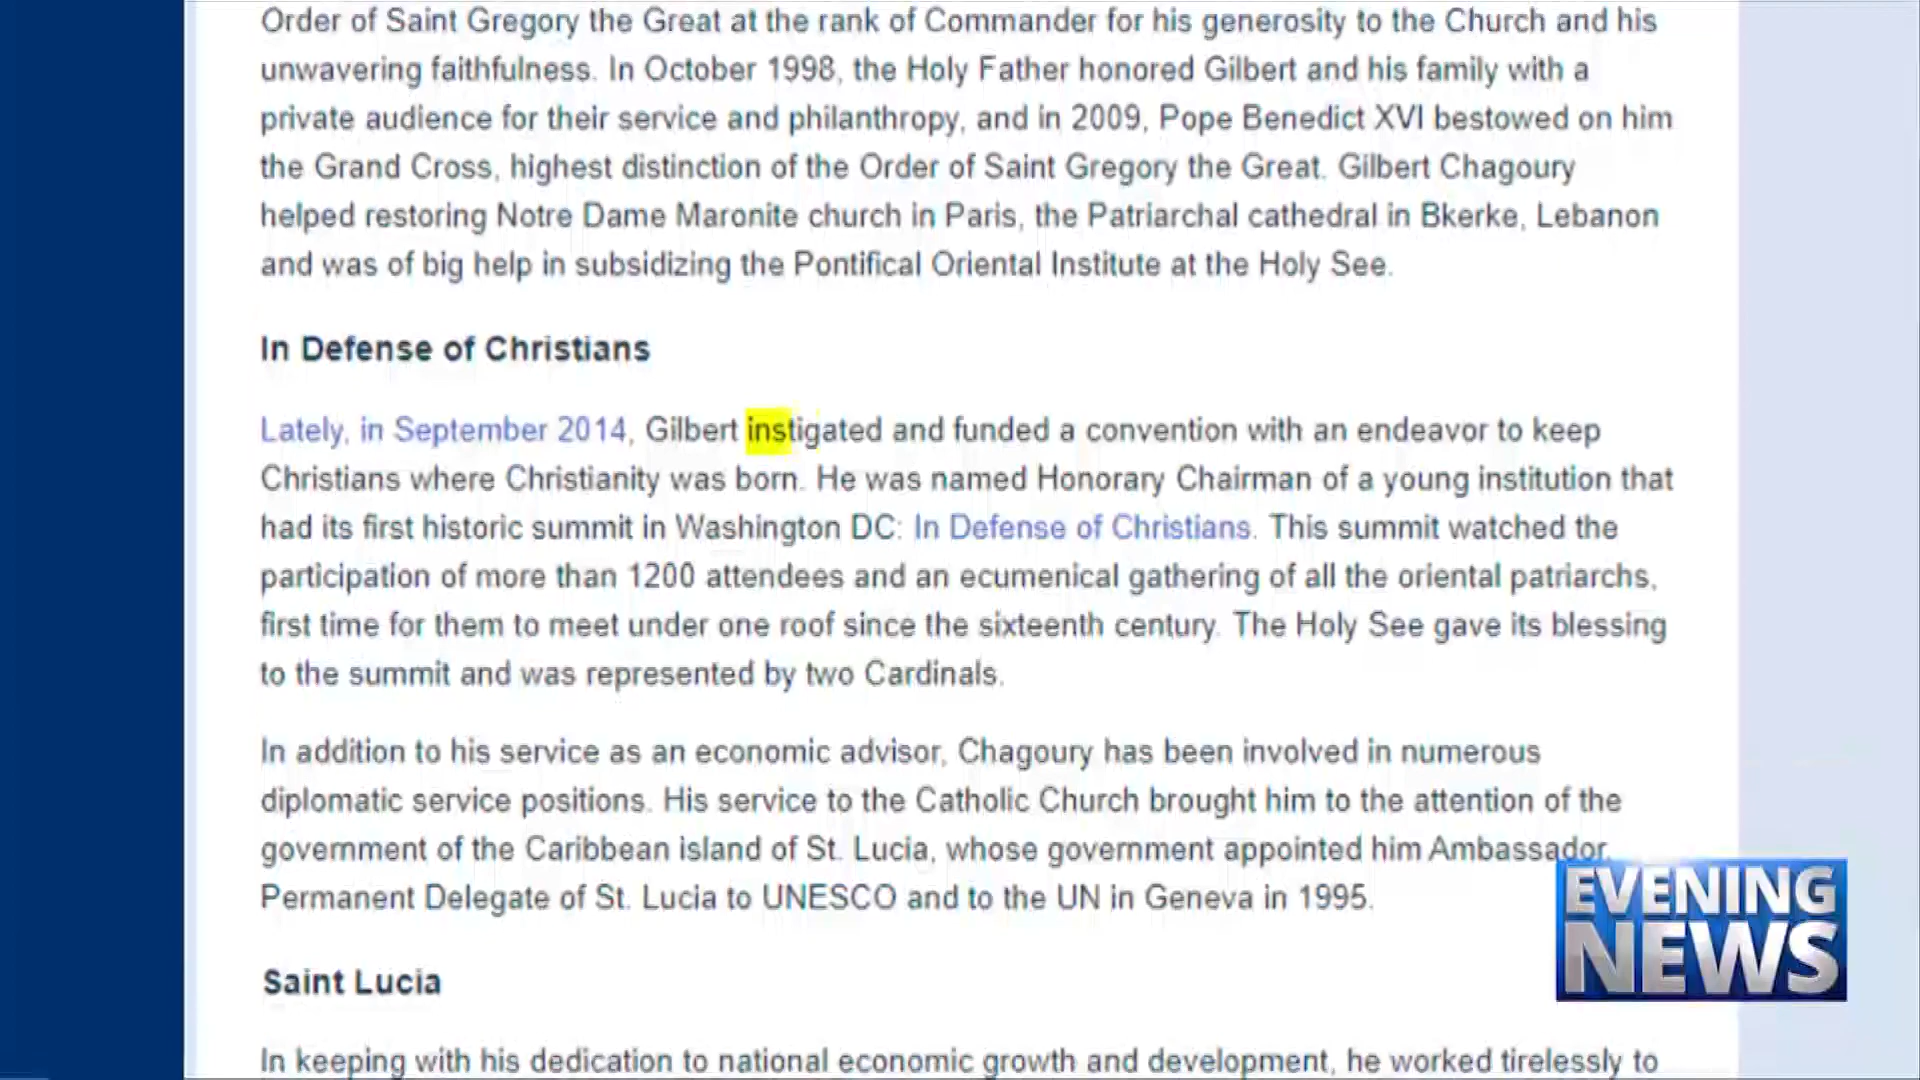 Order of Saint Gregory the Great at the rank of Commander for his generosity to the Church and his
unwavering faithfulness. In October 1998, the Holy Father honored Gilbert and his family with a
private audience for their service and philanthropy, and in 2009, Pope Benedict XVI bestowed on him
the Grand Cross, highest distinction of the Order of Saint Gregory the Great. Gilbert Chagoury
helped restoring Notre Dame Maronite church in Paris, the Patriarchal cathedral in Bkerke, Lebanon
and was of big help in subsidizing the Pontifical Oriental Institute at the Holy See.
In Defense of Christians
Lately, in September 2014, Gilbert instigated and funded a convention with an endeavor to keep
Christians where Christianity was born. He was named Honorary Chairman of a young institution that
had its first historic summit in Washington DC: In Defense of Christians. This summit watched the
participation of more than 1200 attendees and an ecumenical gathering of all the oriental patriarchs,
first time for them to meet under one roof since the sixteenth century. The Holy See gave its blessing
to the summit and was represented by two Cardinals.
In addition to his service as an economic advisor, Chagoury has been involved in numerous
diplomatic service positions. His service to the Catholic Church brought him to the attention of the
government of the Caribbean island of St. Lucia, whose government appointed him Ambassador,
Permanent Delegate of St. Lucia to UNESCO and to the UN in Geneva in 1995.
Saint Lucia
In keeping with his dedication to national economic growth and development, he worked tirelessly to
EVENING
NEWS